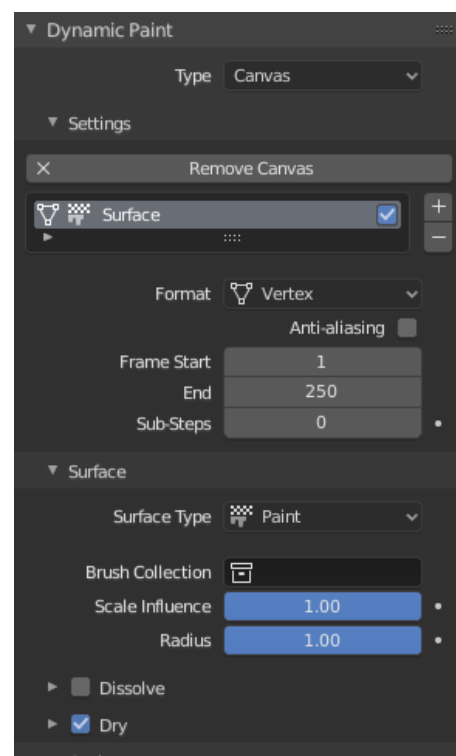 Dynamic Paint
Type Canvas
Settings
Remove Canvas
Surface
Format Vertex
Anti-aliasing
Frame Start 1
End 250
Sub-Steps 0
Surface
Surface Type Paint
Brush Collection
Scale Influence 1.00
Radius 1.00
Dissolve
Dry